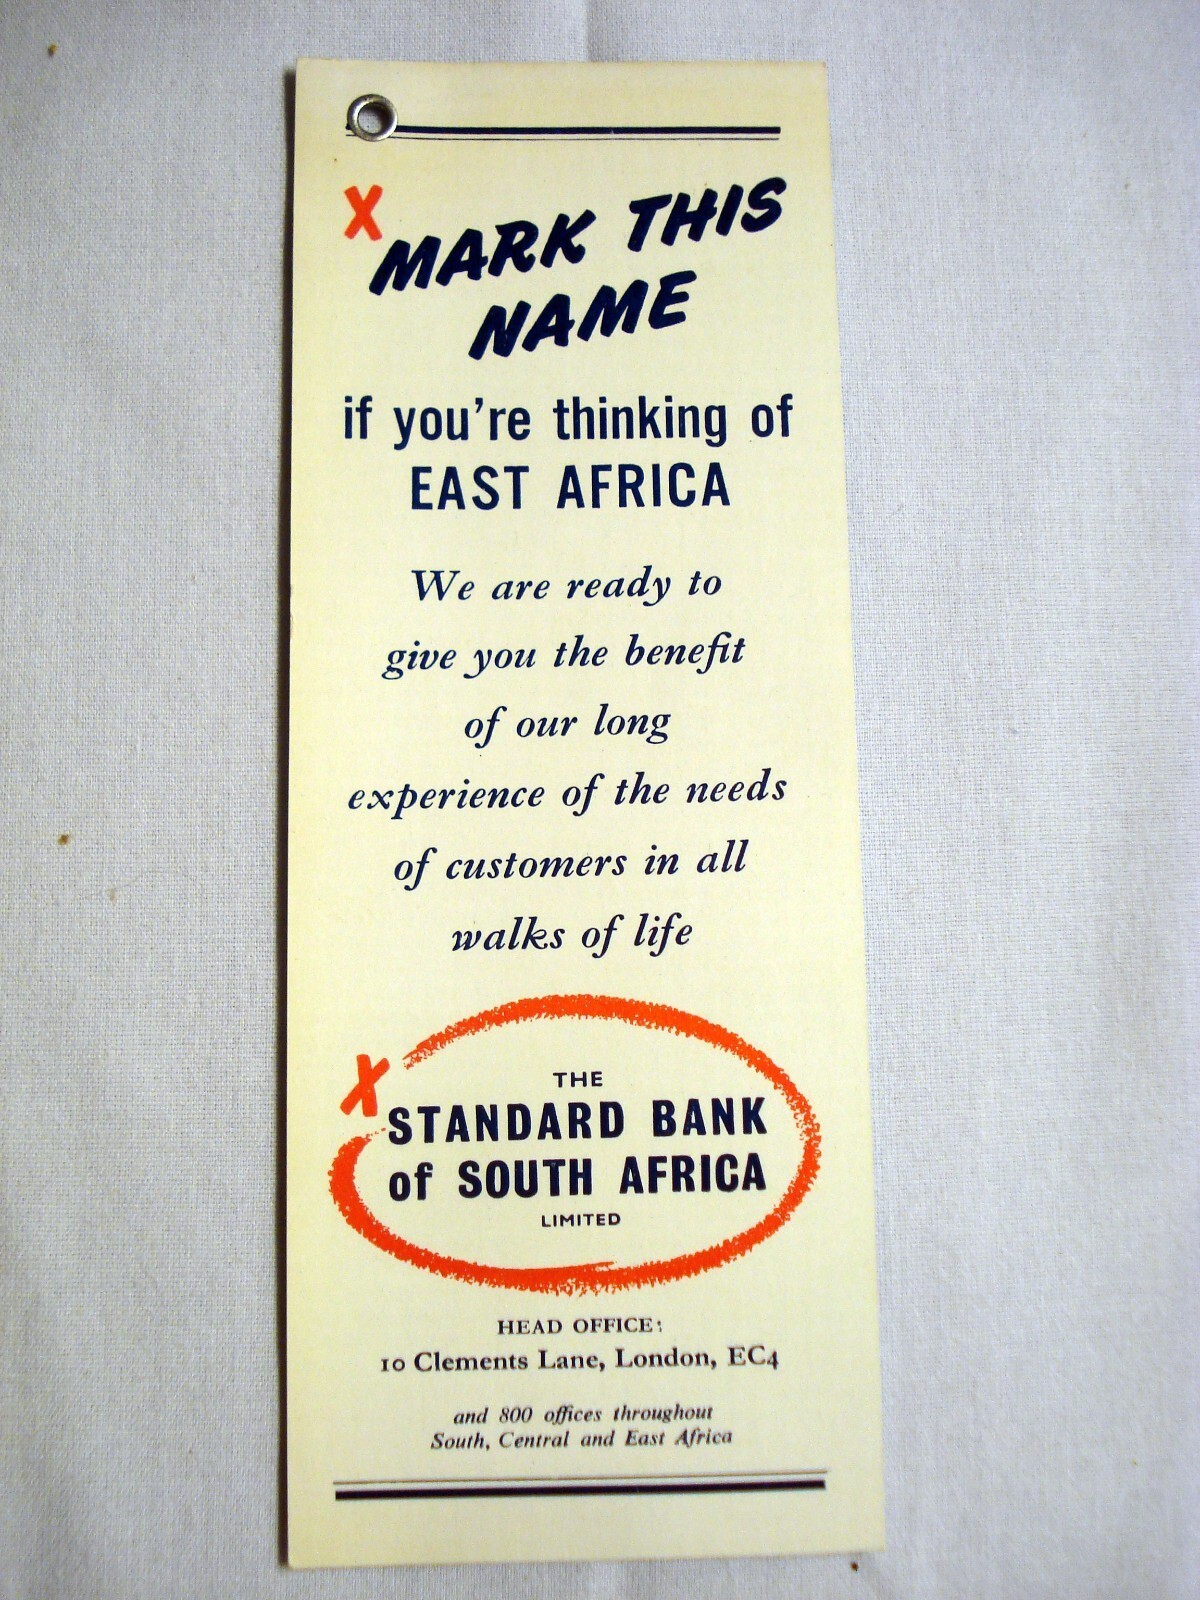 X
MARK THIS
NAME
if you're thinking of
EAST AFRICA
We are ready to
give you the benefit
of our long
experience of the needs
of customers in all
walks of life
X
THE
STANDARD BANK
of SOUTH AFRICA
LIMITED
HEAD OFFICE:
10 Clements Lane, London, EC4
and 800 offices throughout
South, Central and East Africa